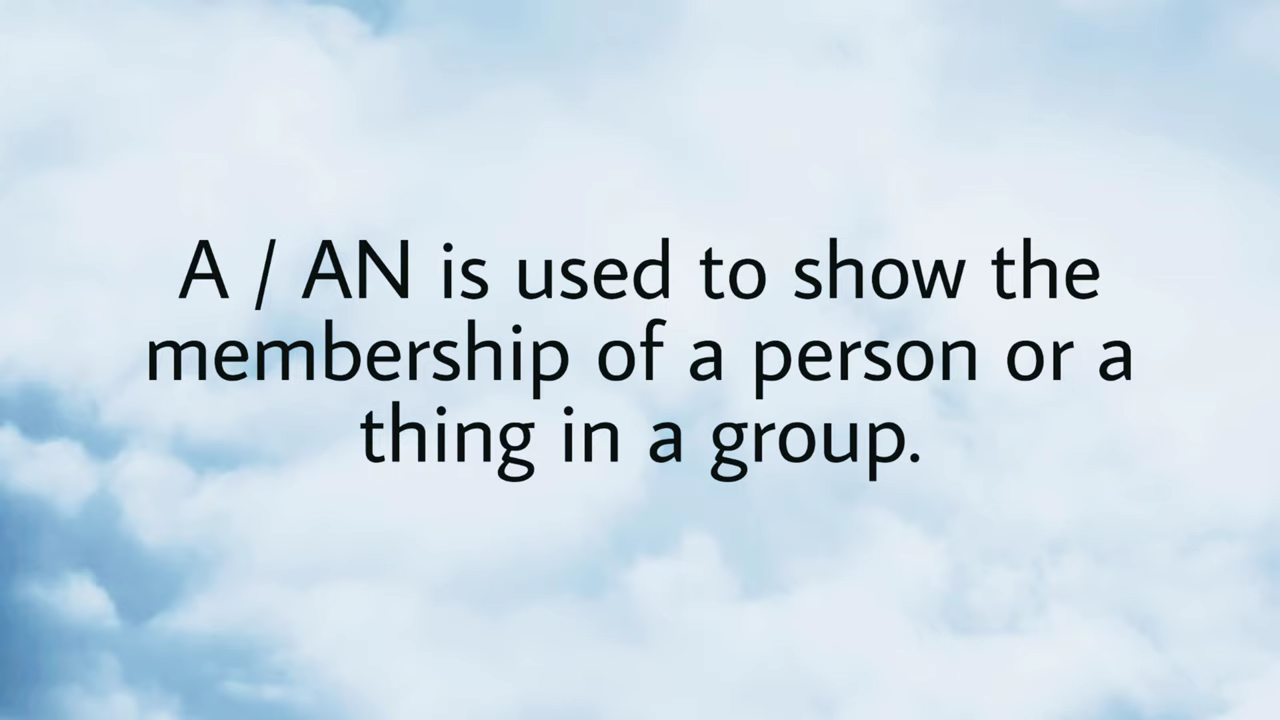 A / AN is used to show the
membership of a person or a
thing in a group.